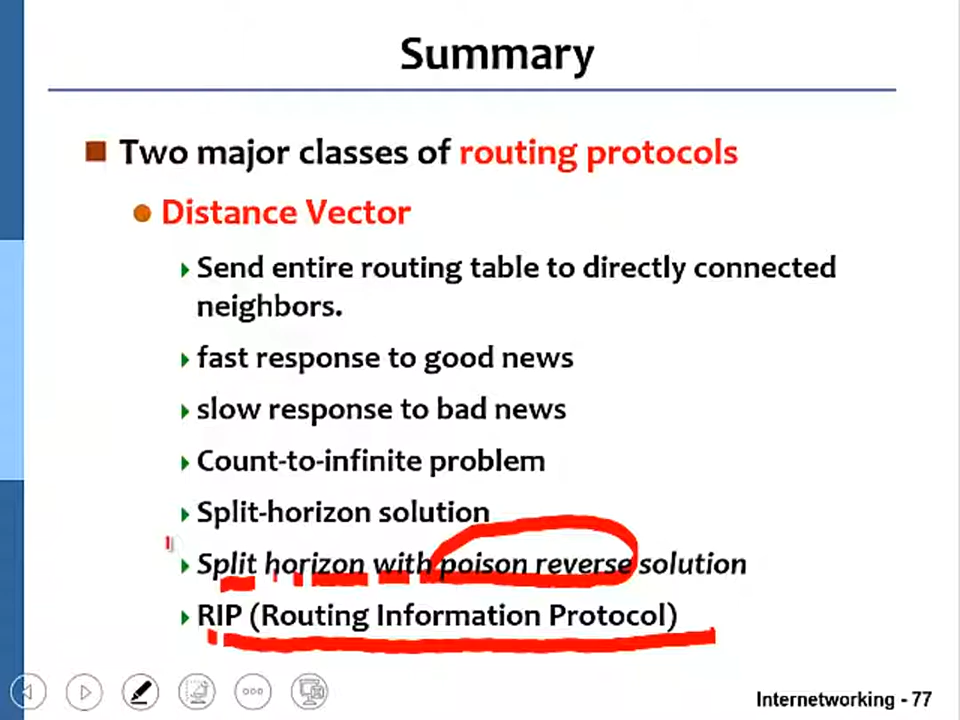 Summary
Two major classes of routing protocols
Distance Vector
Send entire routing table to directly connected
neighbors.
fast response to good news
slow response to bad news
Count-to-infinite problem
Split-horizon solution
Split horizon with poison reverse solution
RIP (Routing Information Protocol)
Internetworking - 77